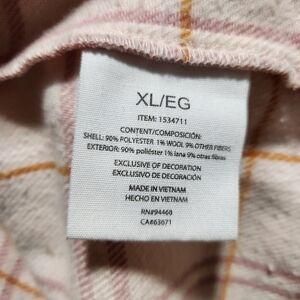 XL/EG
ITEM: 1534711
CONTENT/COMPOSICIÓN:
SHELL: 90% POLYESTER 1% WOOL 9% OTHER FIBERS
EXTERIOR: 90% poliéster 1% lana 9% otras fibras
EXCLUSIVE OF DECORATION
EXCLUSIVO DE DECORACIÓN
MADE IN VIETNAM
HECHO EN VIETNAM
RN#94460
CA#63671